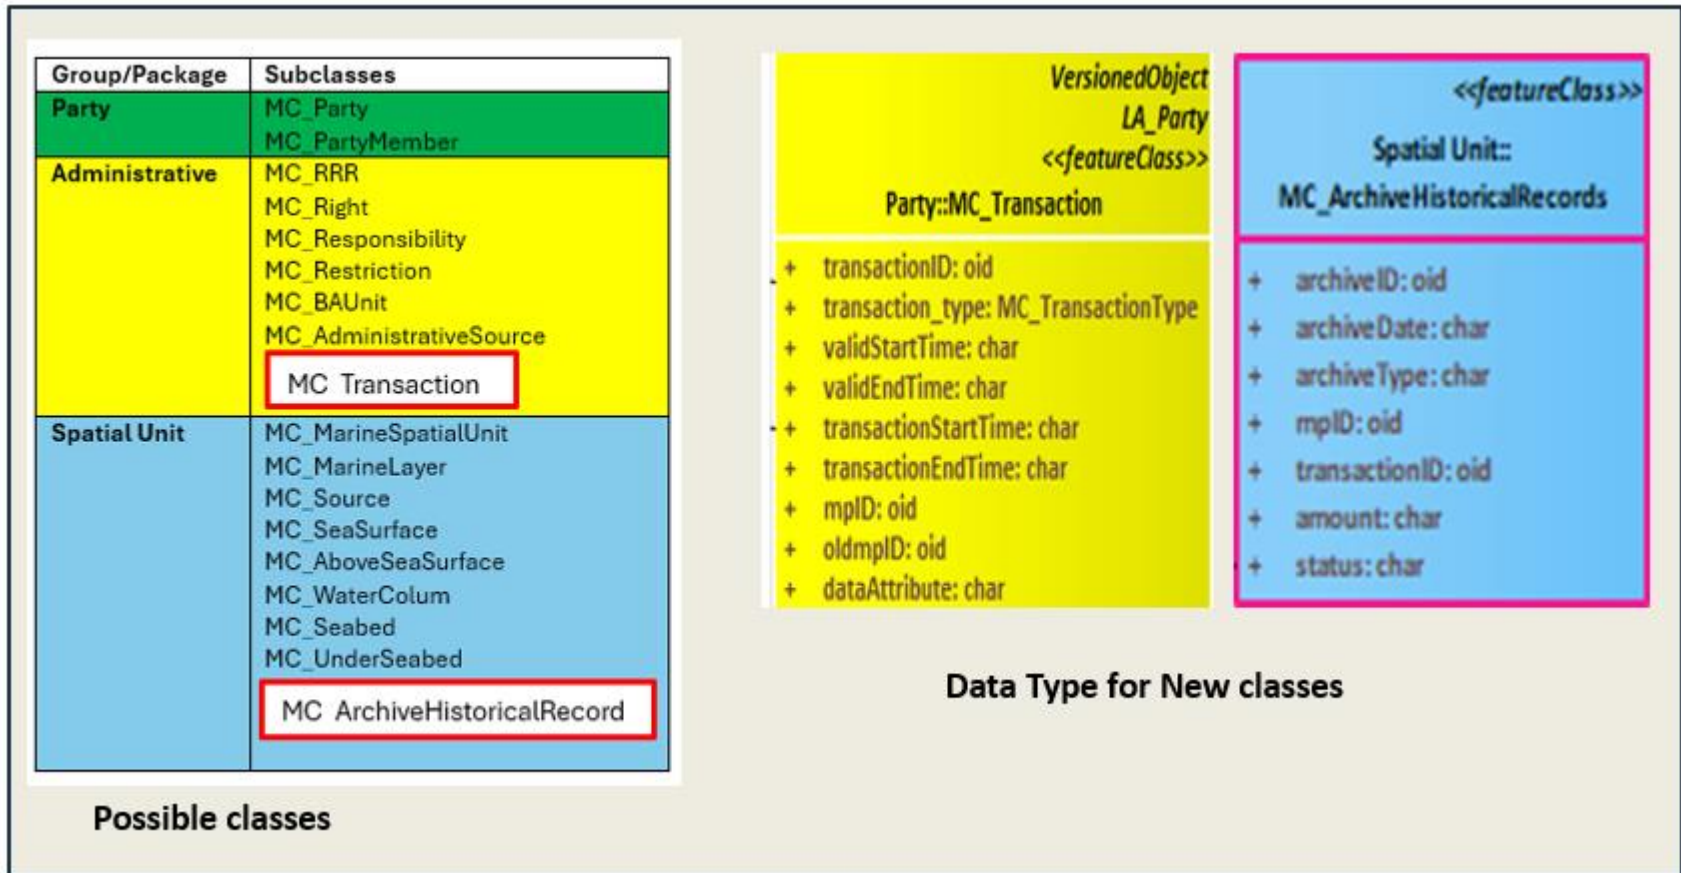 Group/Package Subclasses
Party MC_Party
MC_PartyMember
Administrative MC_RRR
MC_Right
MC_Responsibility
MC_Restriction
MC_BAUnit
MC_AdministrativeSource
MC Transaction
Spatial Unit MC_MarineSpatialUnit
MC_MarineLayer
MC_Source
MC_SeaSurface
MC_AboveSeaSurface
MC_WaterColum
MC_Seabed
MC_UnderSeabed
MC ArchiveHistoricalRecord
Possible classes
VersionedObject
LA_Party
<<featureClass>>
Party::MC_Transaction
+ transactionID: oid
+ transaction_type: MC_TransactionType
+ validStartTime: char
+ validEndTime: char
+ transactionStartTime: char
+ transactionEndTime: char
+ mpID: oid
+ oldmpID: oid
+ dataAttribute: char
<<featureClass>>
Spatial Unit::
MC_ArchiveHistoricalRecords
+ archiveID: oid
+ archiveDate: char
+ archiveType: char
+ mpID: oid
+ transactionID: oid
+ amount: char
+ status: char
Data Type for New classes